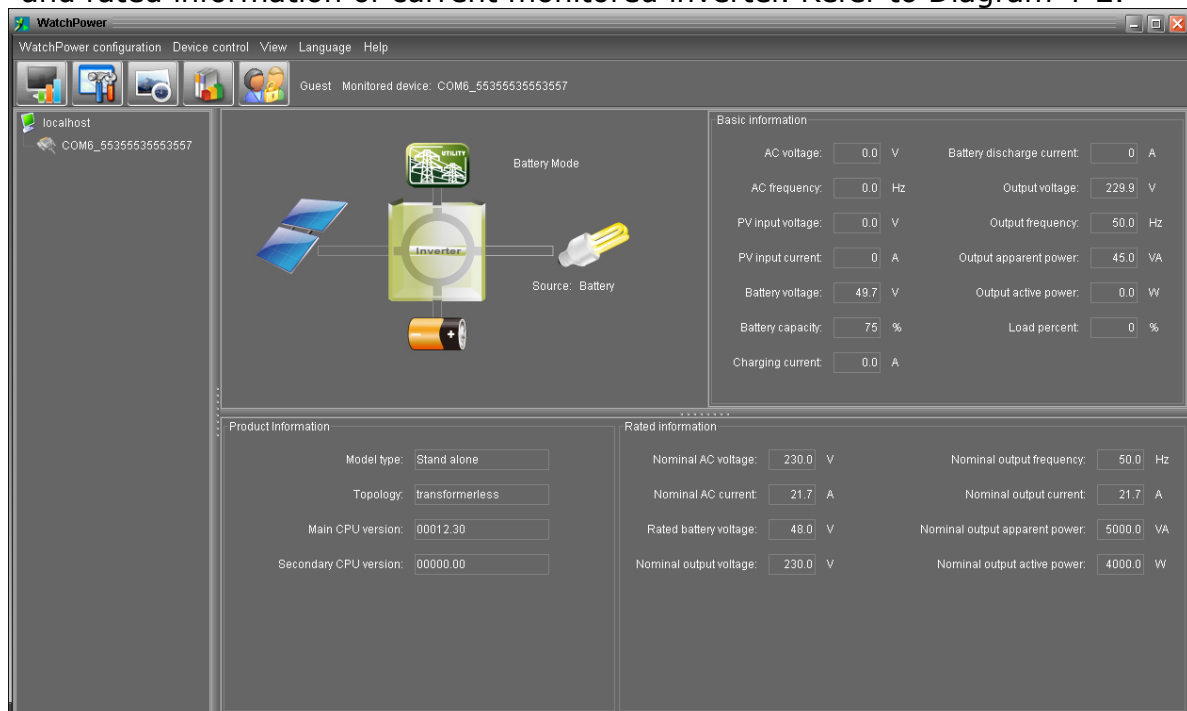 and rated information of current monitored inverter. Refer to Diagram 4-2.
WatchPower
WatchPower configuration Device control View Language Help
Guest Monitored device: COM6_55355535553557
localhost
COM6_55355535553557
UTILITY
Battery Mode
Inverter
Source: Battery
Basic information
AC voltage: 0.0 V Battery discharge current: 0 A
AC frequency: 0.0 Hz Output voltage: 229.9 V
PV input voltage: 0.0 V Output frequency: 50.0 Hz
PV input current: 0 A Output apparent power: 45.0 VA
Battery voltage: 49.7 V Output active power: 0.0 W
Battery capacity: 75 % Load percent: 0 %
Charging current: 0.0 A
Product Information
Model type: Stand alone
Topology: transformerless
Main CPU version: 00012.30
Secondary CPU version: 00000.00
Rated information
Nominal AC voltage: 230.0 V Nominal output frequency: 50.0 Hz
Nominal AC current: 21.7 A Nominal output current: 21.7 A
Rated battery voltage: 48.0 V Nominal output apparent power: 5000.0 VA
Nominal output voltage: 230.0 V Nominal output active power: 4000.0 W